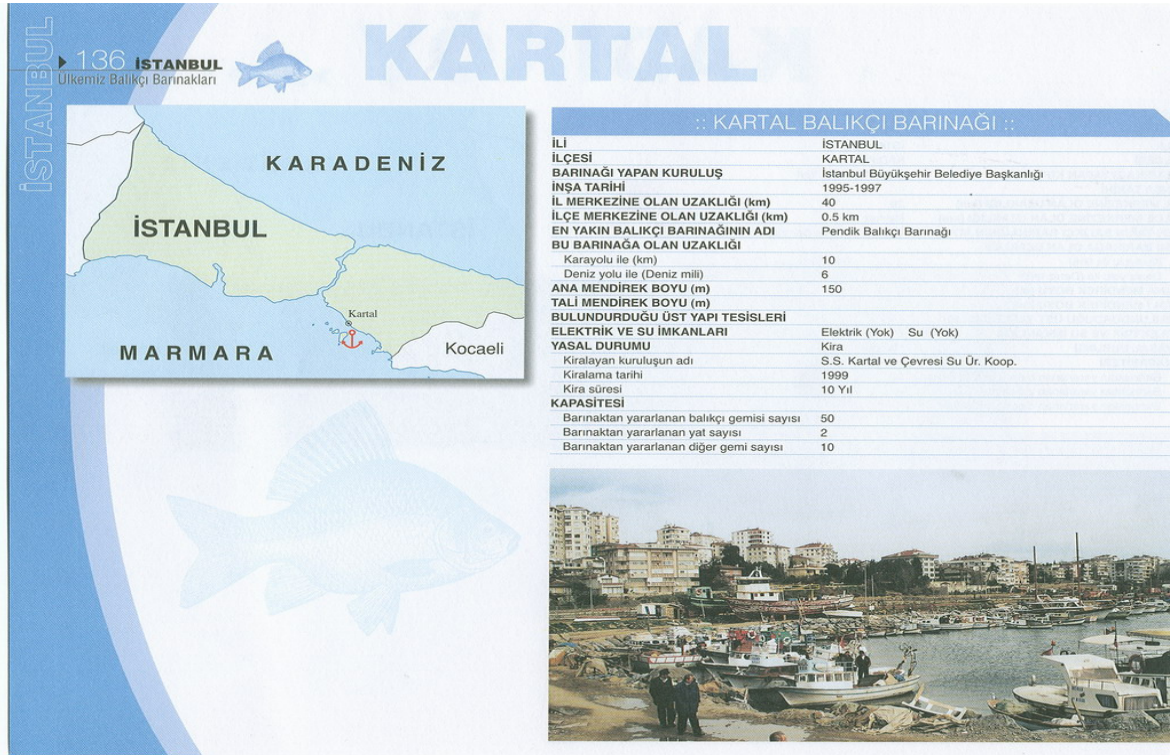 İSTANBUL
136 İSTANBUL
Ülkemiz Balıkçı Barınakları
KARTAL
KARADENİZ
İSTANBUL
Kartal
MARMARA
Kocaeli
:: KARTAL BALIKÇI BARINAĞI ::
İLİ İSTANBUL
İLÇESİ KARTAL
BARINAĞI YAPAN KURULUŞ İstanbul Büyükşehir Belediye Başkanlığı
İNŞA TARİHİ 1995-1997
İL MERKEZİNE OLAN UZAKLIĞI (km) 40
İLÇE MERKEZİNE OLAN UZAKLIĞI (km) 0.5 km
EN YAKIN BALIKÇI BARINAĞININ ADI Pendik Balıkçı Barınağı
BU BARINAĞA OLAN UZAKLIĞI
Karayolu ile (km) 10
Deniz yolu ile (Deniz mili) 6
ANA MENDİREK BOYU (m) 150
TALİ MENDİREK BOYU (m)
BULUNDURDUĞU ÜST YAPI TESİSLERİ
ELEKTRİK VE SU İMKANLARI Elektrik (Yok) Su (Yok)
YASAL DURUMU Kira
Kiralayan kuruluşun adı S.S. Kartal ve Çevresi Su Ür. Koop.
Kiralama tarihi 1999
Kira süresi 10 Yıl
KAPASİTESİ
Barınaktan yararlanan balıkçı gemisi sayısı 50
Barınaktan yararlanan yat sayısı 2
Barınaktan yararlanan diğer gemi sayısı 10